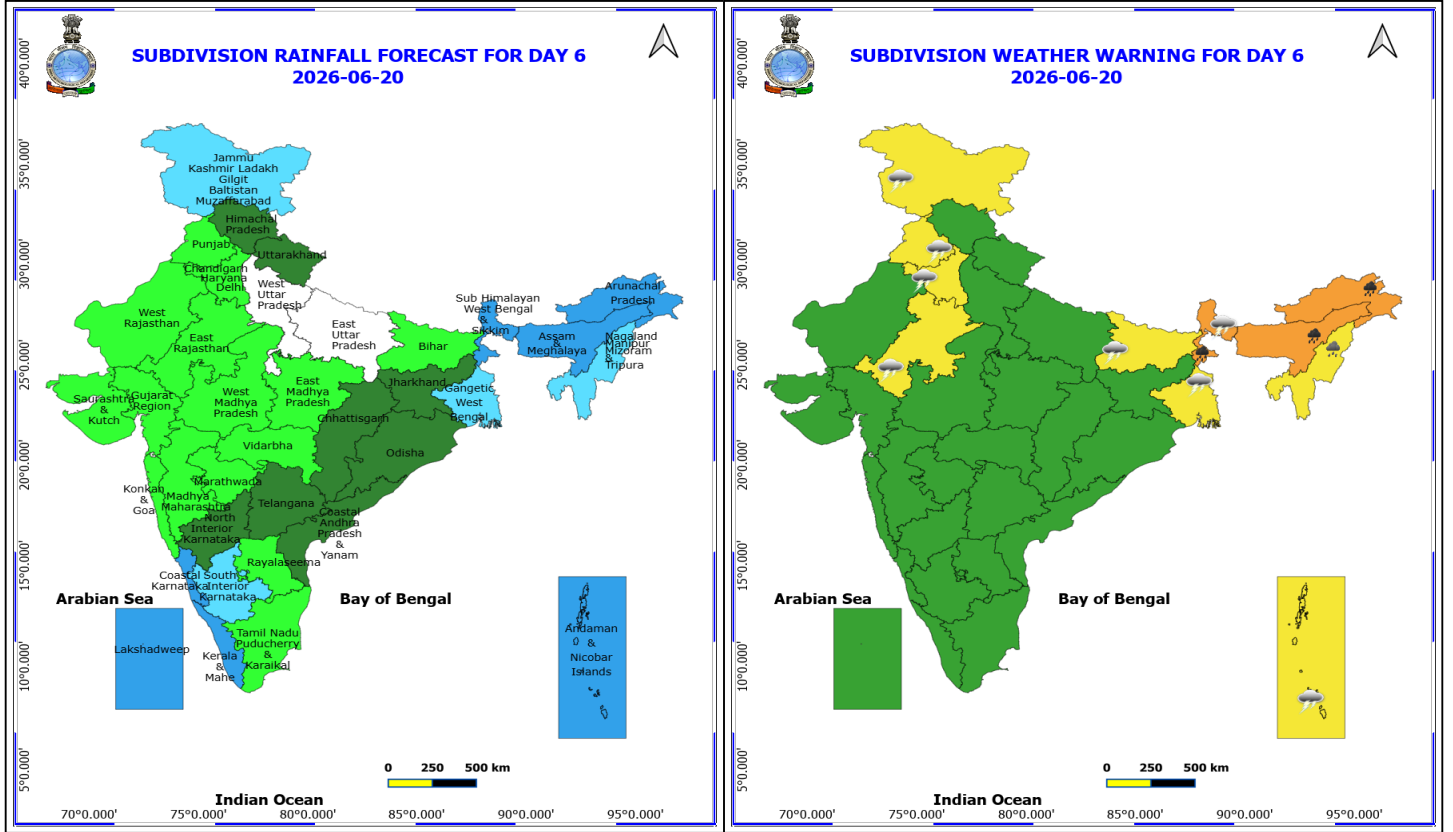 SUBDIVISION RAINFALL FORECAST FOR DAY 6
2026-06-20
40°0.000'
35°0.000'
30°0.000'
25°0.000'
20°0.000'
15°0.000'
10°0.000'
5°0.000'
Jammu
Kashmir Ladakh
Gilgit
Baltistan
Muzaffarabad
Himachal
Pradesh
Punjab
Uttarakhand
Chandigarh
Haryana
Delhi
West
Uttar
Pradesh
West
Rajasthan
East
Rajasthan
East
Uttar
Pradesh
Bihar
Sub Himalayan
West Bengal
&
Sikkim
Arunachal
Pradesh
Assam
&
Meghalaya
Nagaland
Manipur
Mizoram
&
Tripura
Saurashtra
&
Kutch
Gujarat
Region
West
Madhya
Pradesh
East
Madhya
Pradesh
Jharkhand
Gangetic
West
Bengal
Chhattisgarh
Odisha
Vidarbha
Marathwada
Konkan
&
Goa
Madhya
Maharashtra
Telangana
North
Interior
Karnataka
Coastal
Andhra
Pradesh
&
Yanam
Rayalaseema
Coastal
Karnataka
South
Interior
Karnataka
Arabian Sea
Bay of Bengal
Lakshadweep
Kerala
&
Mahe
Tamil Nadu
Puducherry
&
Karaikal
Andaman
&
Nicobar
Islands
0 250 500 km
Indian Ocean
70°0.000' 75°0.000' 80°0.000' 85°0.000' 90°0.000' 95°0.000'
SUBDIVISION WEATHER WARNING FOR DAY 6
2026-06-20
40°0.000'
35°0.000'
30°0.000'
25°0.000'
20°0.000'
15°0.000'
10°0.000'
5°0.000'
Arabian Sea
Bay of Bengal
0 250 500 km
Indian Ocean
70°0.000' 75°0.000' 80°0.000' 85°0.000' 90°0.000' 95°0.000'